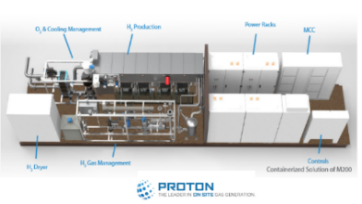 O₂ & Cooling Management
H₂ Production
Power Racks
MCC
H₂ Dryer
H₂ Gas Management
Controls
Containerized Solution of M200
PROTON
THE LEADER IN ON SITE GAS GENERATION.